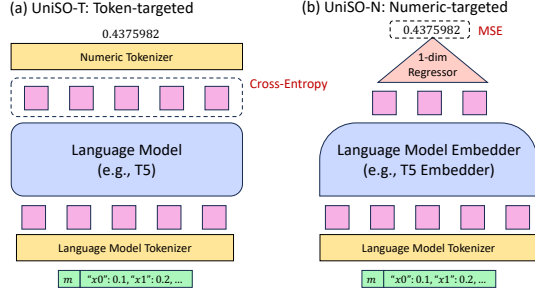 (a) UniSO-T: Token-targeted
0.4375982
Numeric Tokenizer
Cross-Entropy
Language Model
(e.g., T5)
Language Model Tokenizer
m "x0": 0.1, "x1": 0.2, ...
(b) UniSO-N: Numeric-targeted
0.4375982 MSE
1-dim
Regressor
Language Model Embedder
(e.g., T5 Embedder)
Language Model Tokenizer
m "x0": 0.1, "x1": 0.2, ...